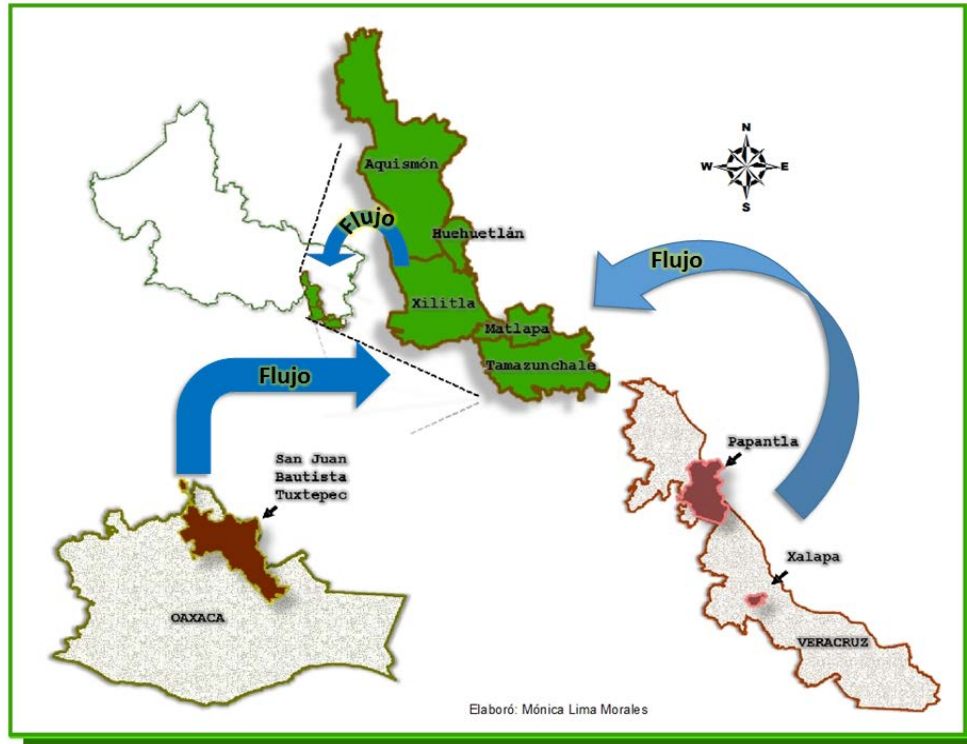 N
W E
S
Aquismón
Flujo
Huehuetlán
Flujo
Xilitla
Matlapa
Tamazunchale
Flujo
Papantla
San Juan
Bautista
Tuxtepec
Xalapa
OAXACA
VERACRUZ
Elaboró: Mónica Lima Morales